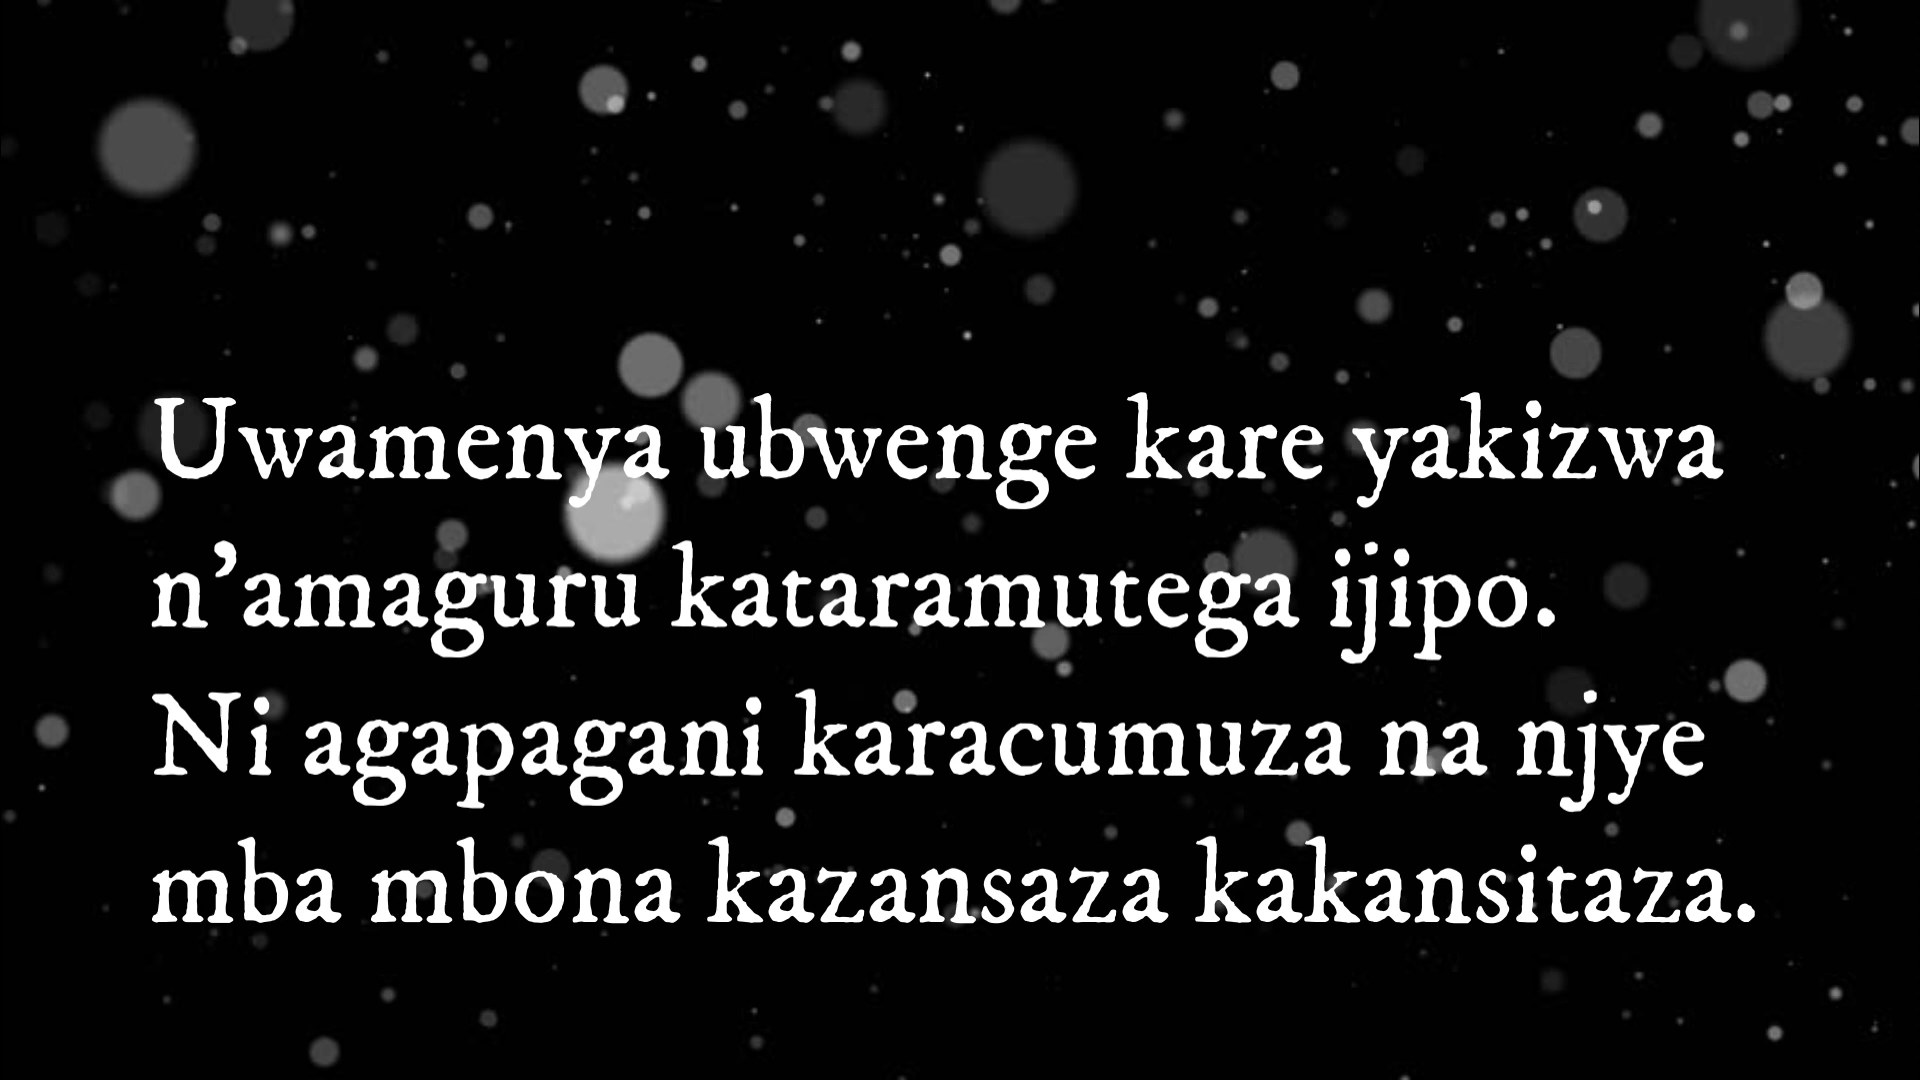 Uwamenya ubwenge kare yakizwa
n’amaguru kataramutega ijipo.
Ni agapagani karacumuza na njye
mba mbona kazansaza kakansitaza.